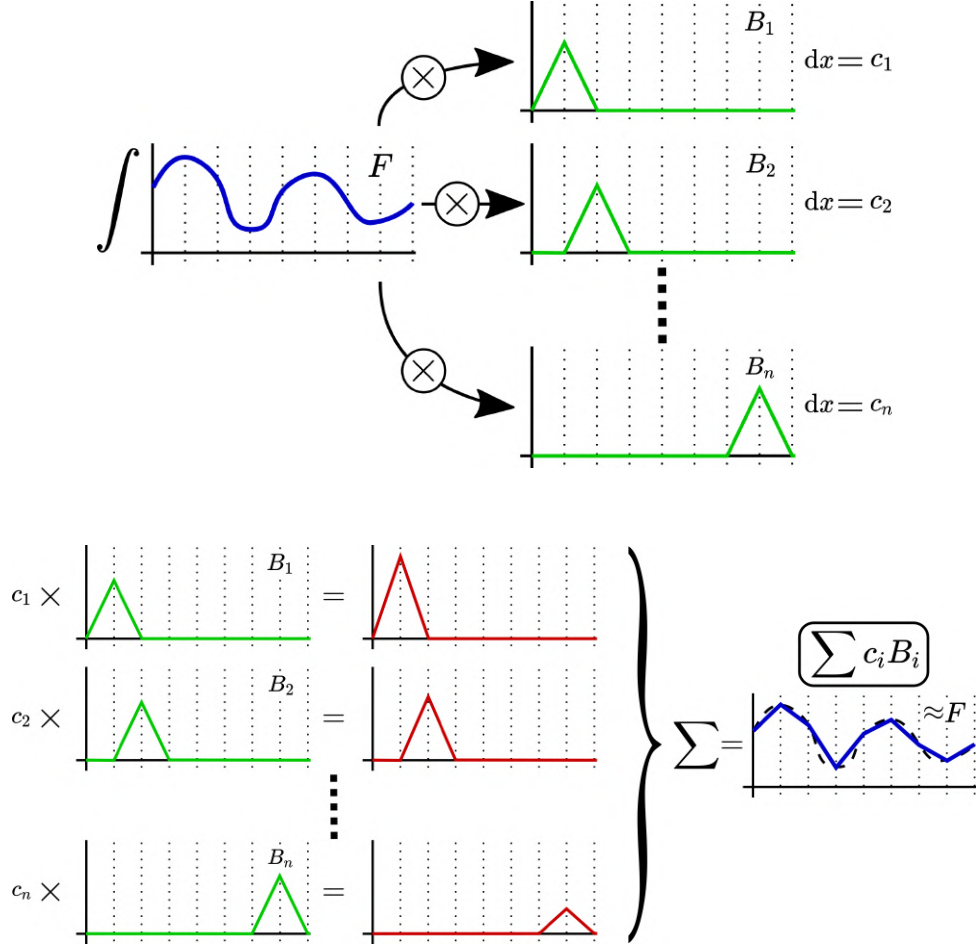 B₁
dx = c₁
∫ F ⊗
⊗ B₂
dx = c₂
⊗
Bₙ
dx = cₙ
c₁ × B₁ =
c₂ × B₂ =
cₙ × Bₙ =
∑ cᵢBᵢ
∑ = ≈F